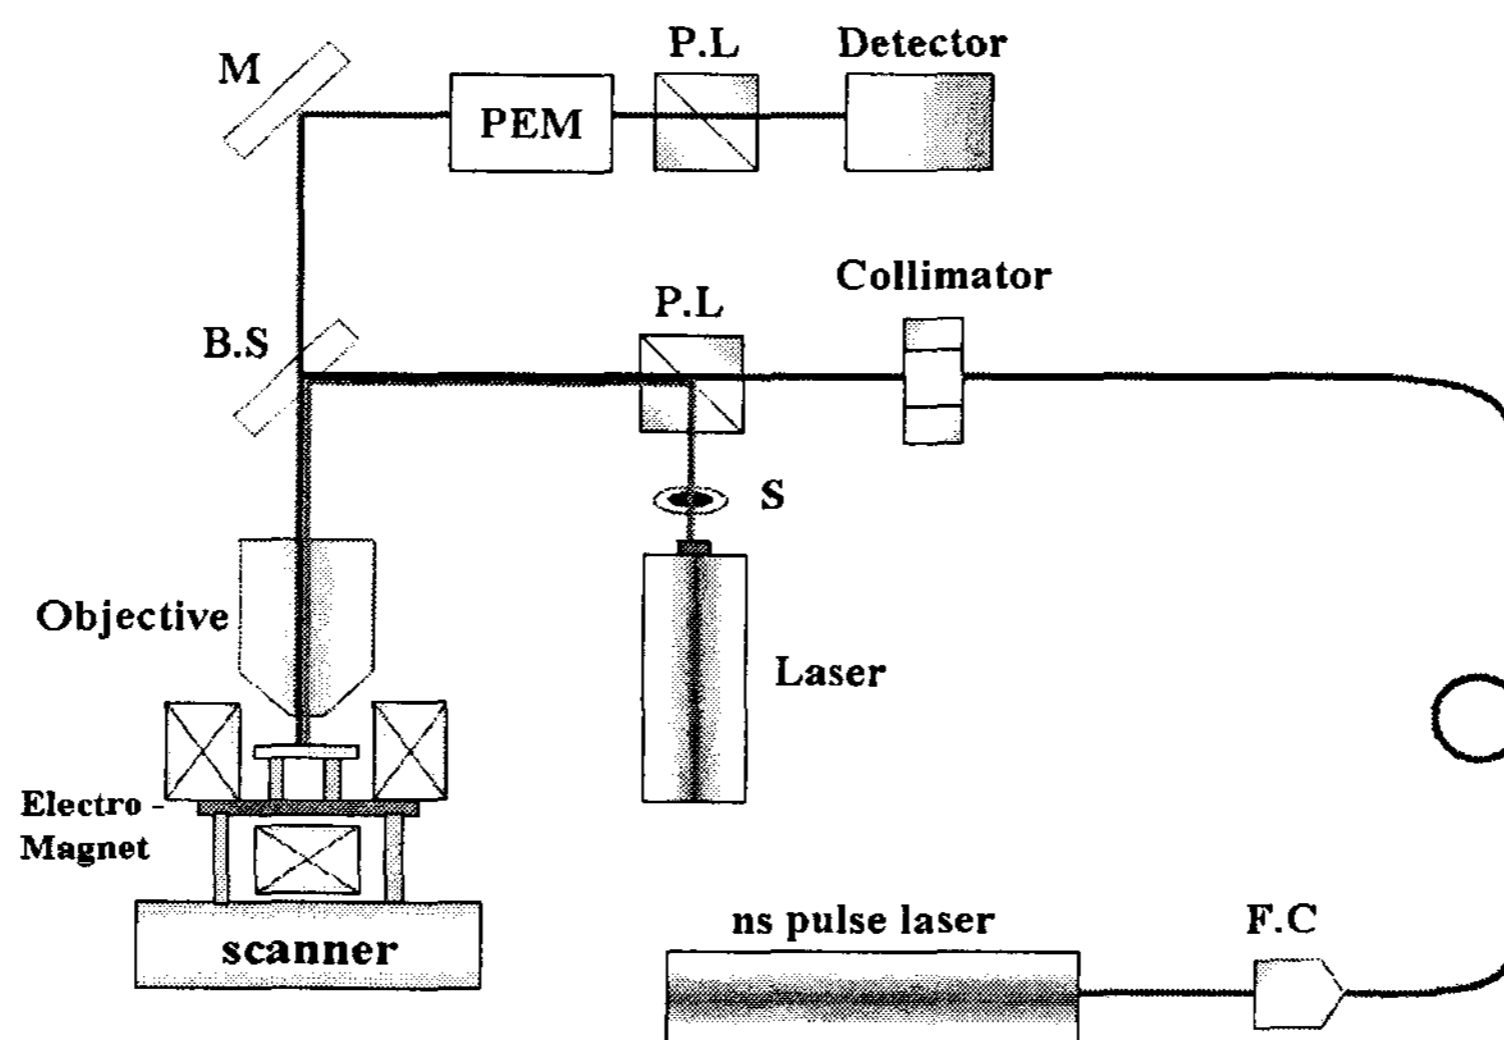 M
P.L
Detector
PEM
B.S
P.L
Collimator
S
Objective
Laser
Electro -
Magnet
scanner
ns pulse laser
F.C